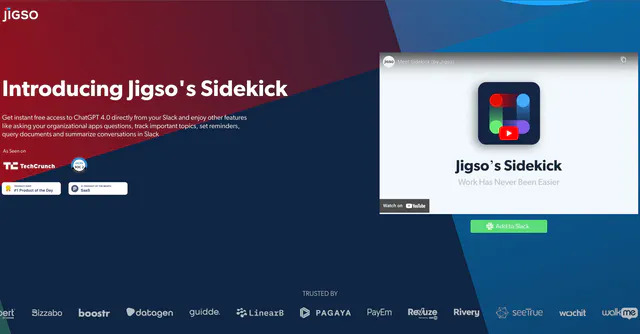 JIGSO
Introducing Jigso's Sidekick
Get instant free access to ChatGPT 4.0 directly from your Slack and enjoy other features
like asking your organizational apps questions, track important topics, set reminders,
query documents and summarize conversations in Slack
As Seen on
TechCrunch
#1 Product of the Day
SaaS
Jigso's Sidekick
Work Has Never Been Easier
Watch on YouTube
Add to Slack
TRUSTED BY
Bizzabo boostr datagen guidde. LinearB PAGAYA PayEm Rivery seeTrue wochit walkme